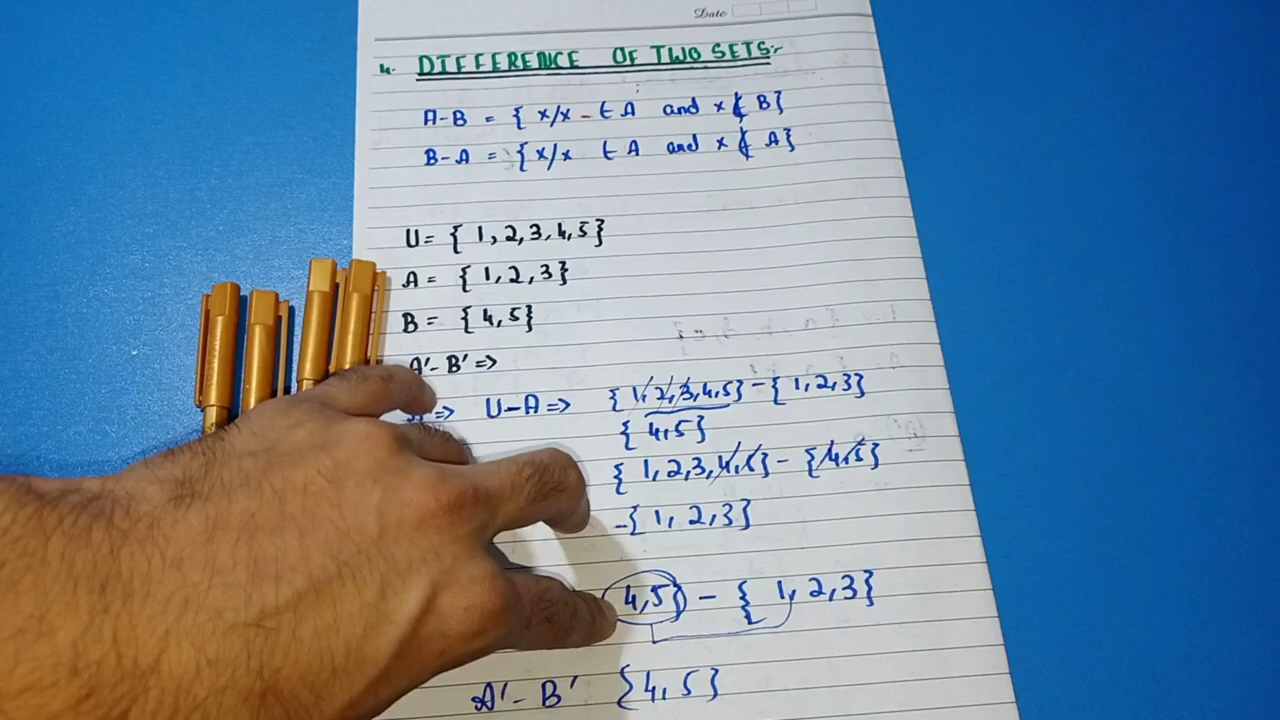 Date
4. DIFFERENCE OF TWO SETS:-
A-B = { x/x - ∈ A and x ∉ B}
B-A = {x/x ∈ A and x ∉ A}
U = { 1, 2, 3, 4, 5}
A = { 1, 2, 3}
B = {4, 5}
A'- B' =>
=> U-A => { 1, 2, 3, 4, 5} - { 1, 2, 3}
{ 4, 5}
{ 1, 2, 3, 4, 5} - {4, 5}
-{ 1, 2, 3}
4, 5} - { 1, 2, 3}
A'- B' {4, 5}